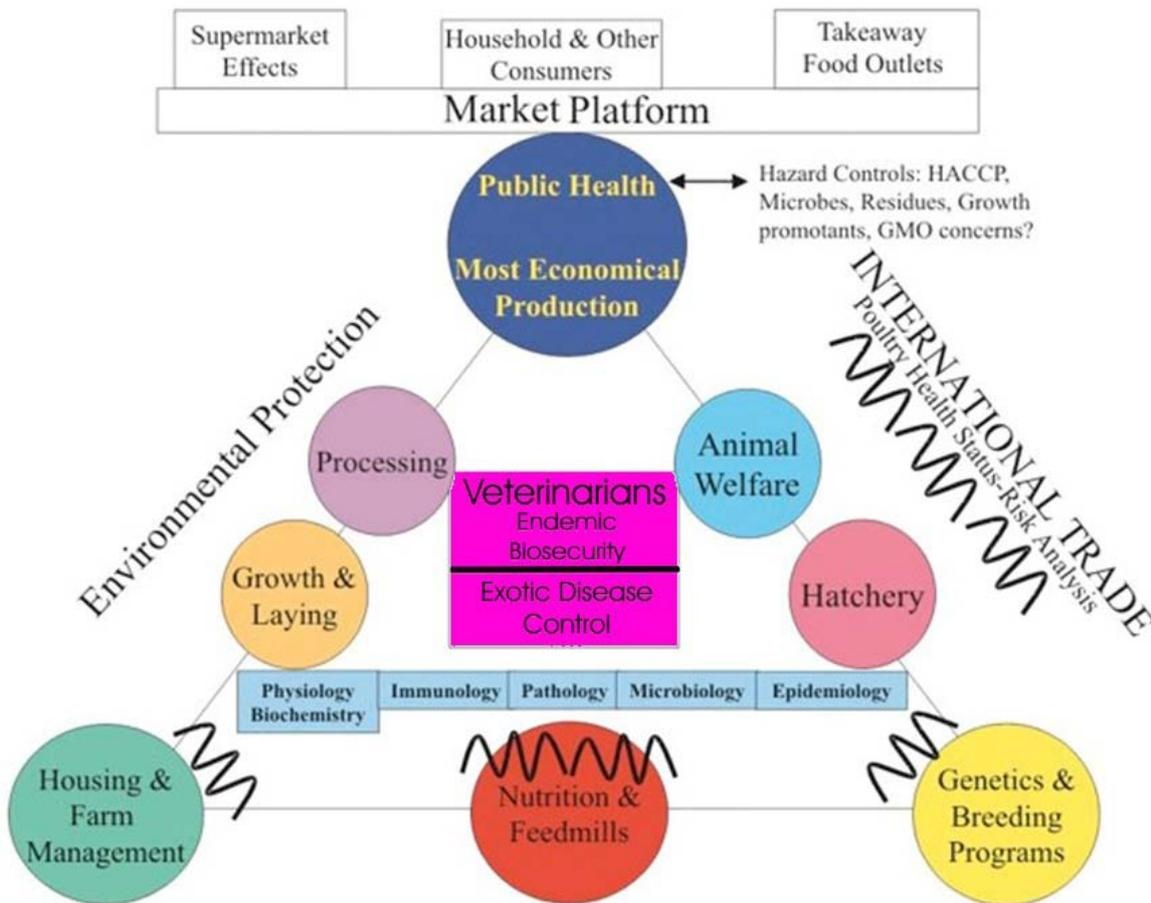 Supermarket
Effects
Household & Other
Consumers
Takeaway
Food Outlets
Market Platform
Public Health
Most Economical
Production
Hazard Controls: HACCP,
Microbes, Residues, Growth
promotants, GMO concerns?
Environmental Protection
INTERNATIONAL TRADE
Poultry Health Status-Risk Analysis
Processing
Animal
Welfare
Veterinarians
Endemic
Biosecurity
Exotic Disease
Control
Growth &
Laying
Hatchery
Physiology
Biochemistry
Immunology
Pathology
Microbiology
Epidemiology
Housing &
Farm
Management
Nutrition &
Feedmills
Genetics &
Breeding
Programs